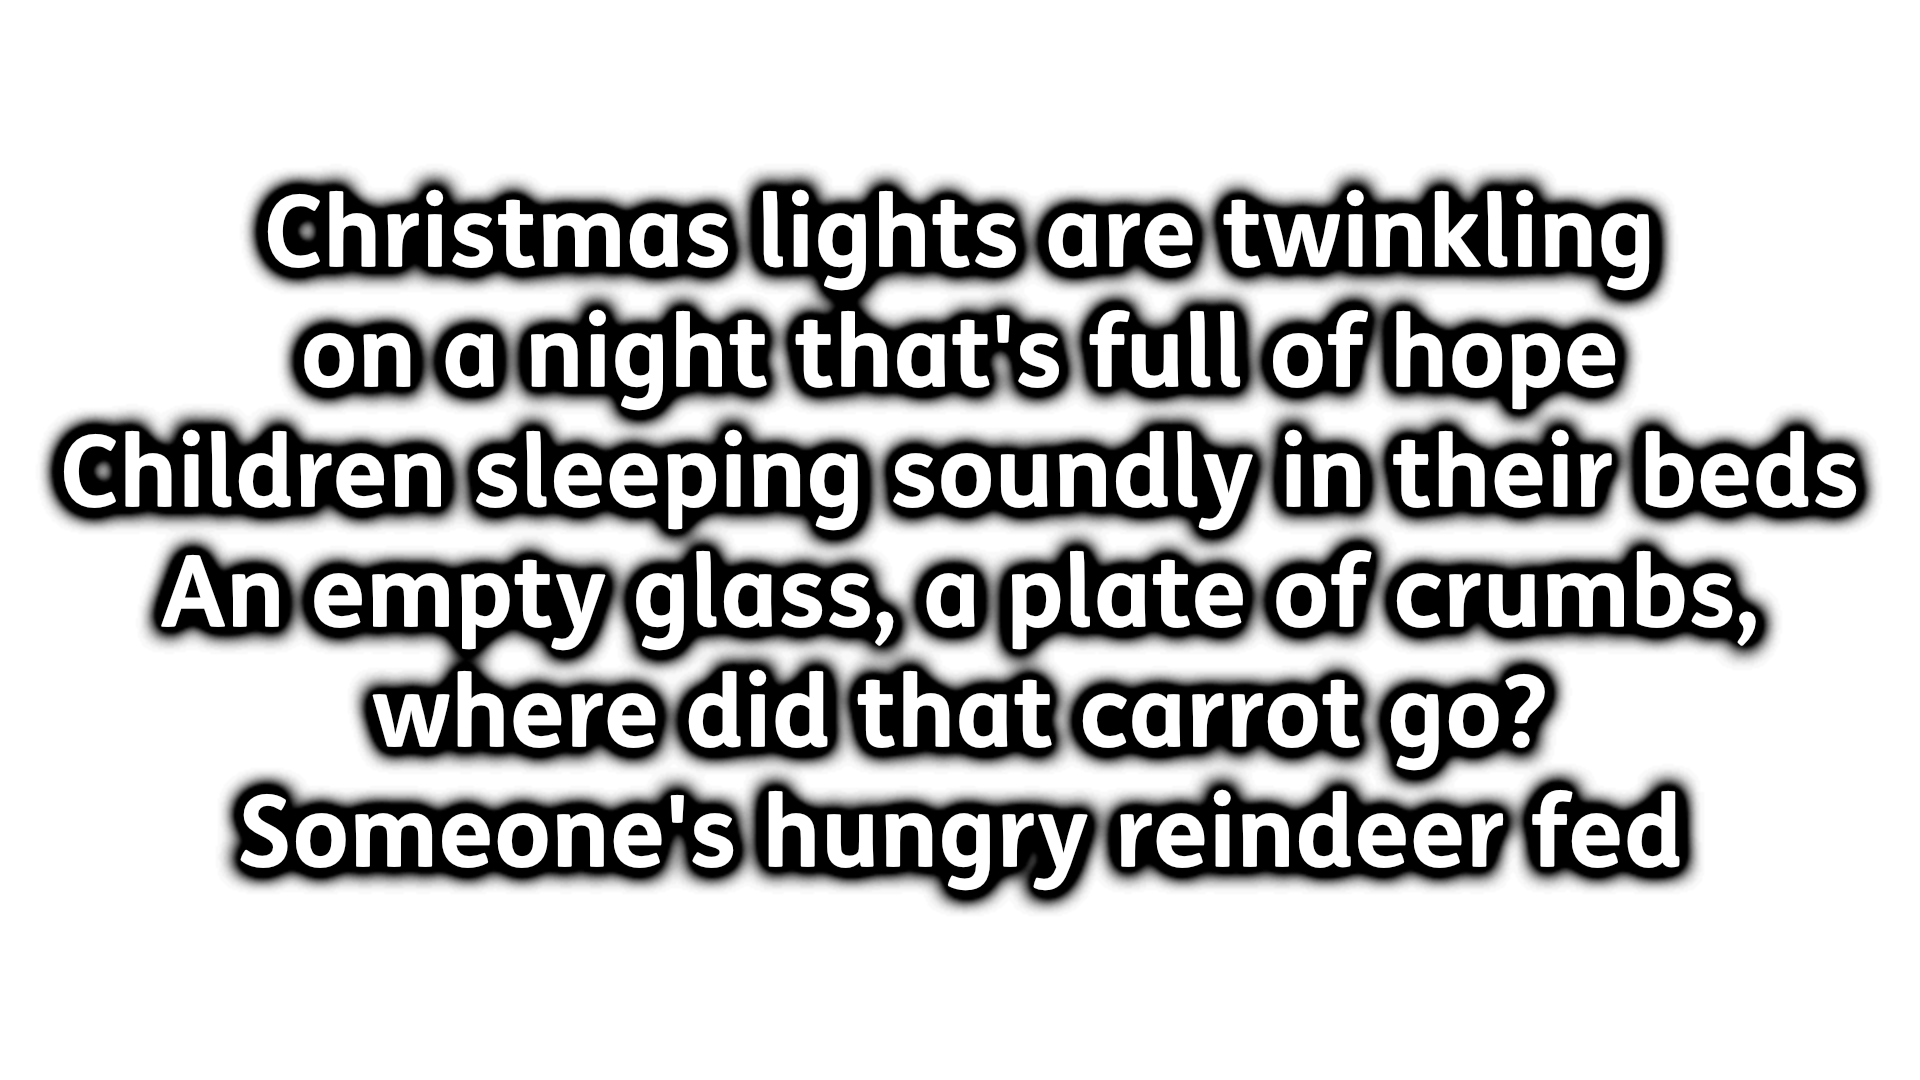 Christmas lights are twinkling
on a night that's full of hope
Children sleeping soundly in their beds
An empty glass, a plate of crumbs,
where did that carrot go?
Someone's hungry reindeer fed